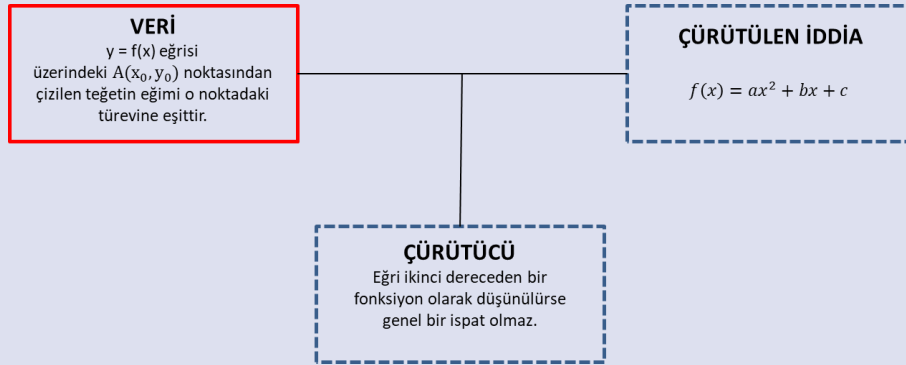 VERİ
y = f(x) eğrisi
üzerindeki A(x₀, y₀) noktasından
çizilen teğetin eğimi o noktadaki
türevine eşittir.
ÇÜRÜTÜLEN İDDİA
f(x) = ax² + bx + c
ÇÜRÜTÜCÜ
Eğri ikinci dereceden bir
fonksiyon olarak düşünülürse
genel bir ispat olmaz.